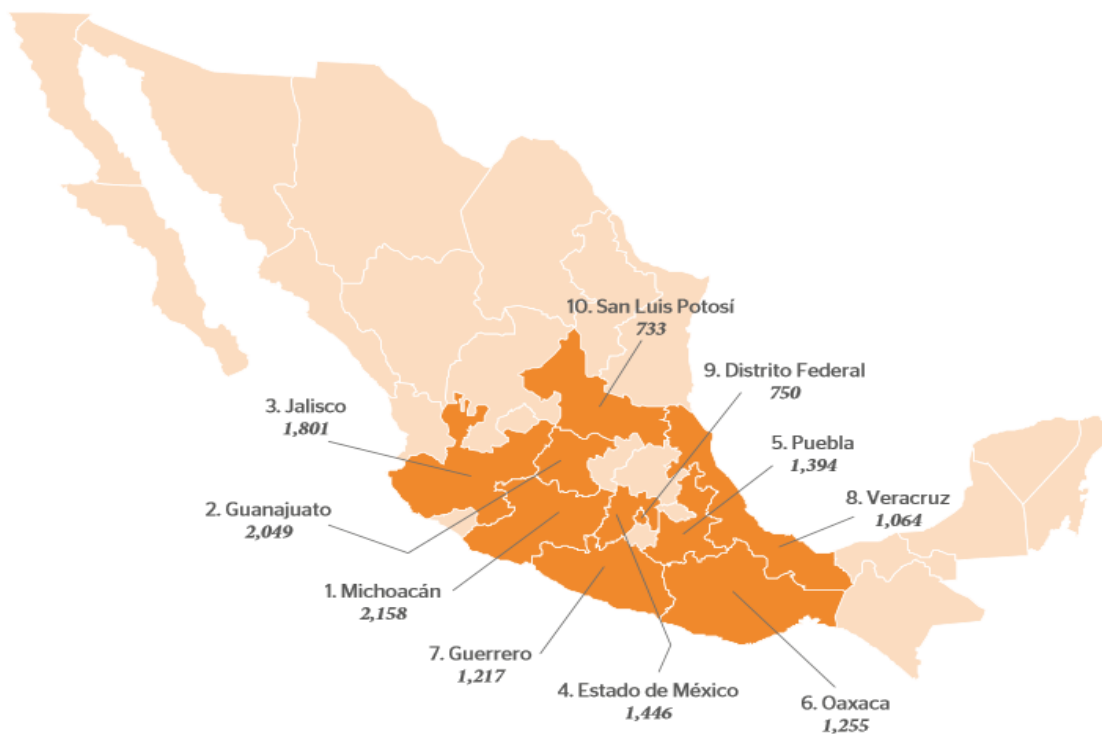 10. San Luis Potosí
733
9. Distrito Federal
750
3. Jalisco
1,801
5. Puebla
1,394
8. Veracruz
1,064
2. Guanajuato
2,049
1. Michoacán
2,158
7. Guerrero
1,217
4. Estado de México
1,446
6. Oaxaca
1,255